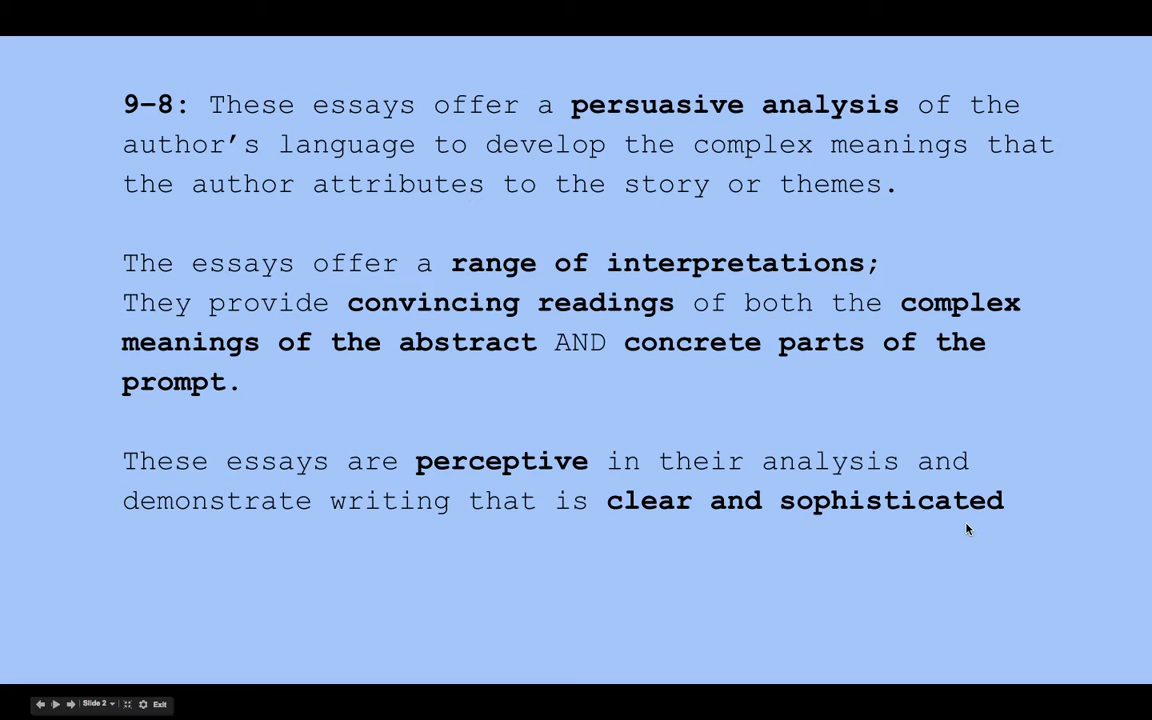 9–8: These essays offer a persuasive analysis of the
author’s language to develop the complex meanings that
the author attributes to the story or themes.
The essays offer a range of interpretations;
They provide convincing readings of both the complex
meanings of the abstract AND concrete parts of the
prompt.
These essays are perceptive in their analysis and
demonstrate writing that is clear and sophisticated
Slide 2 Exit